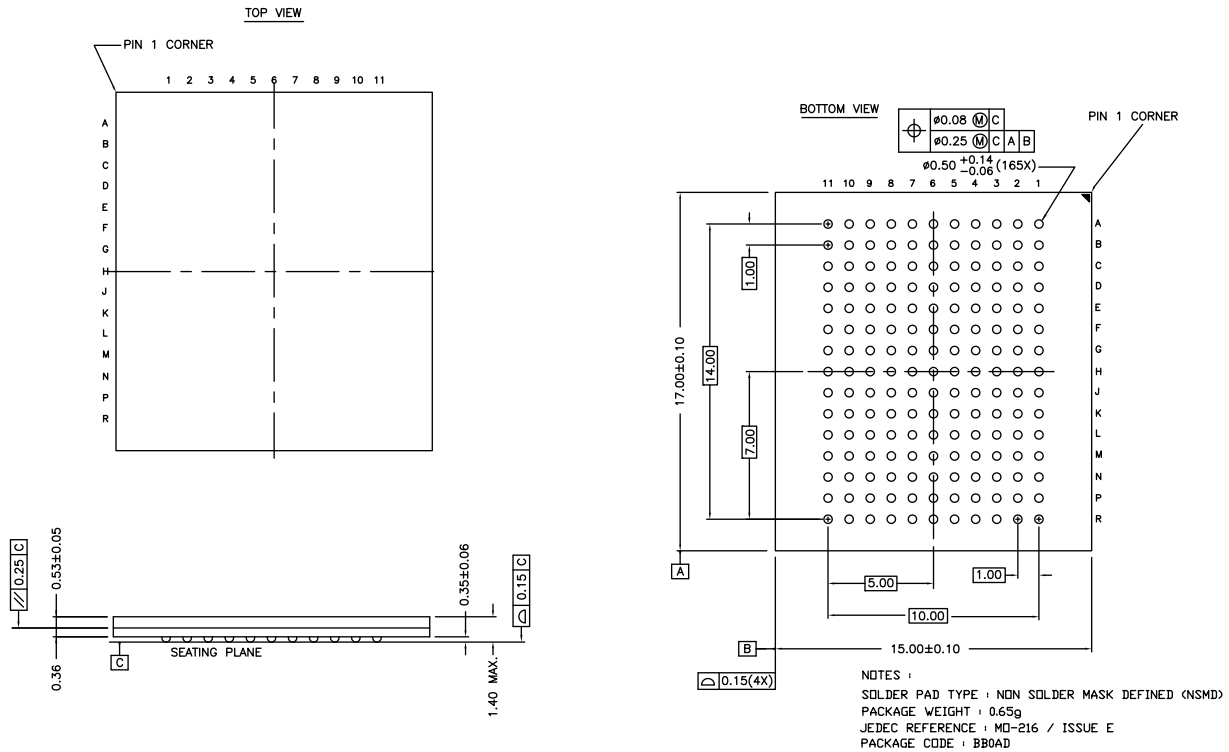 TOP VIEW
PIN 1 CORNER
1 2 3 4 5 6 7 8 9 10 11
A
B
C
D
E
F
G
H
J
K
L
M
N
P
R
BOTTOM VIEW
ø0.08 Ⓜ C
ø0.25 Ⓜ C A B
PIN 1 CORNER
ø0.50 +0.14 -0.06 (165X)
11 10 9 8 7 6 5 4 3 2 1
A
B
C
D
E
F
G
H
J
K
L
M
N
P
R
1.00
17.00±0.10
14.00
7.00
A
5.00
1.00
10.00
B
15.00±0.10
0.15(4X)
// 0.25 C
0.53±0.05
0.36
C
SEATING PLANE
0.35±0.06
0.15 C
1.40 MAX.
NOTES :
SOLDER PAD TYPE : NON SOLDER MASK DEFINED (NSMD)
PACKAGE WEIGHT : 0.65g
JEDEC REFERENCE : MO-216 / ISSUE E
PACKAGE CODE : BB0AD